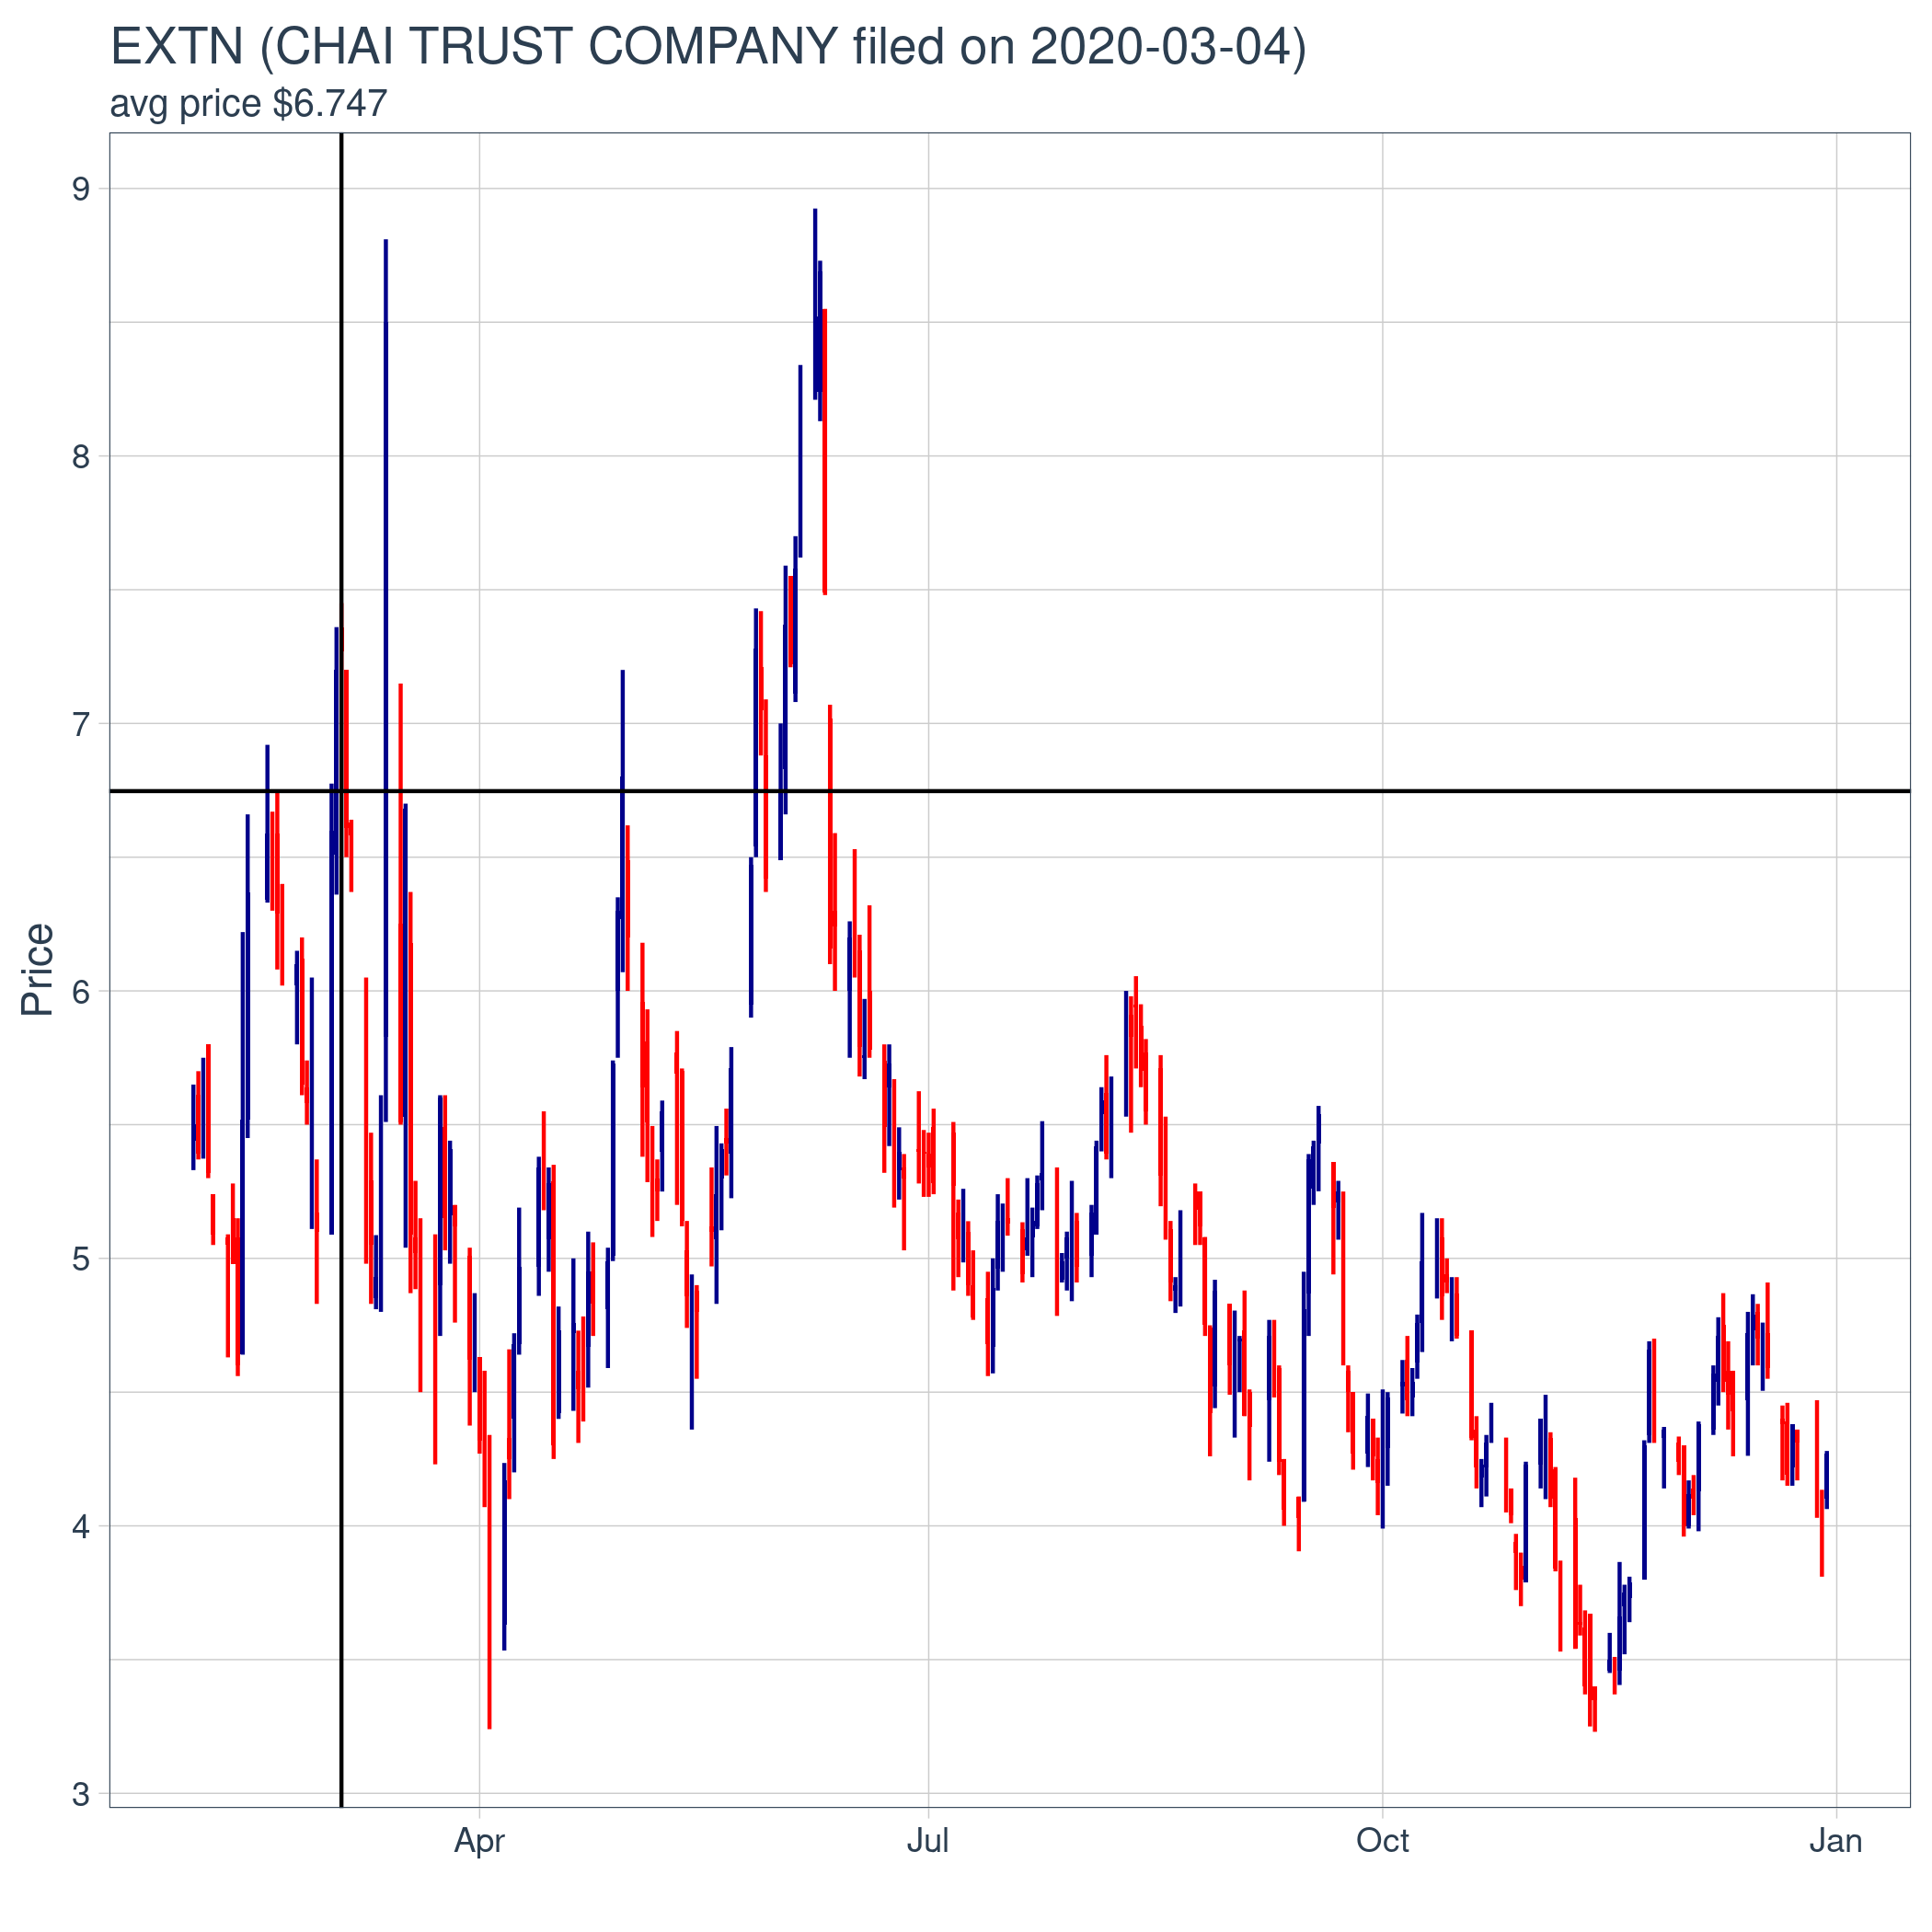 EXTN (CHAI TRUST COMPANY filed on 2020-03-04)
avg price $6.747
9
8
7
6
5
4
3
Price
Apr Jul Oct Jan